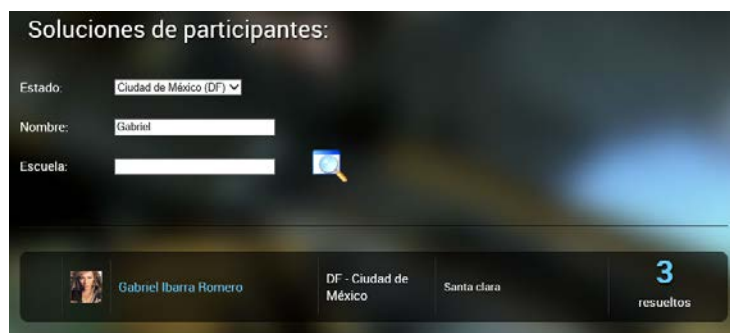 Soluciones de participantes:
Estado: Ciudad de México (DF)
Nombre: Gabriel
Escuela:
Gabriel Ibarra Romero
DF - Ciudad de
México
Santa clara
3
resueltos